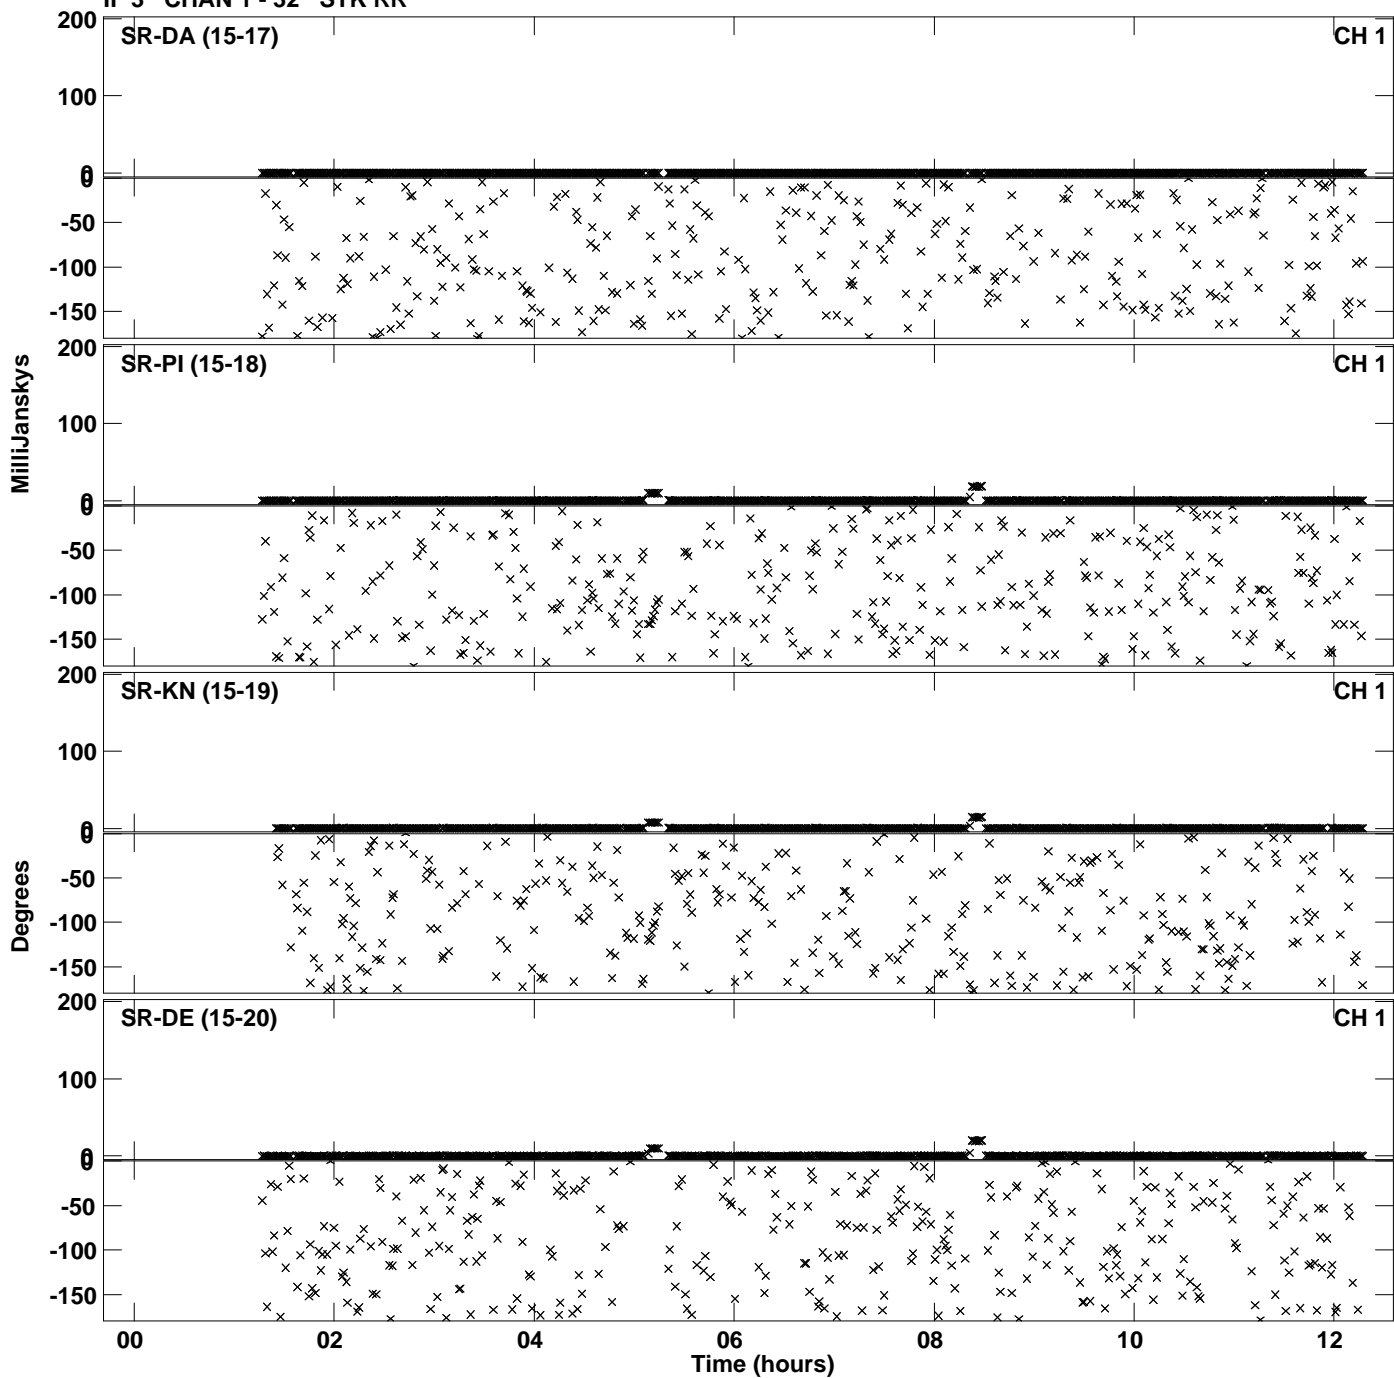 IF 3 CHAN 1 - 32 STK RR
200
SR-DA (15-17)
CH 1
100
0
0
-50
-100
-150
200
SR-PI (15-18)
CH 1
100
0
0
-50
-100
-150
MilliJanskys
200
SR-KN (15-19)
CH 1
100
0
0
-50
-100
-150
Degrees
200
SR-DE (15-20)
CH 1
100
0
0
-50
-100
-150
00 02 04 06 08 10 12
Time (hours)